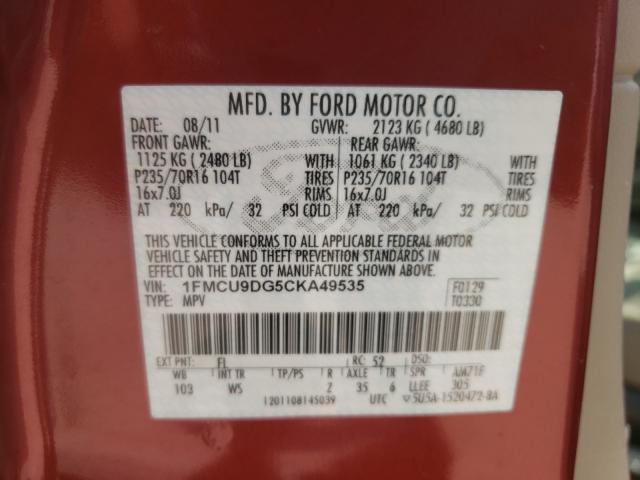 MFD. BY FORD MOTOR CO.
DATE: 08/11 GVWR: 2123 KG ( 4680 LB)
FRONT GAWR: REAR GAWR:
1125 KG ( 2480 LB) WITH 1061 KG ( 2340 LB) WITH
P235/70R16 104T TIRES P235/70R16 104T TIRES
16x7.0J RIMS 16x7.0J RIMS
AT 220 kPa/ 32 PSI COLD AT 220 kPa/ 32 PSI COLD
THIS VEHICLE CONFORMS TO ALL APPLICABLE FEDERAL MOTOR
VEHICLE SAFETY AND THEFT PREVENTION STANDARDS IN
EFFECT ON THE DATE OF MANUFACTURE SHOWN ABOVE.
VIN: 1FMCU9DG5CKA49535 F0129
TYPE: MPV T0330
EXT PNT: FL RC: 52 DSO:
WB INT TR TP/PS R AXLE TR SPR AM71F
103 WS Z 35 6 LLEE 305
1201108145039 UTC 5U5A-1520472-BA